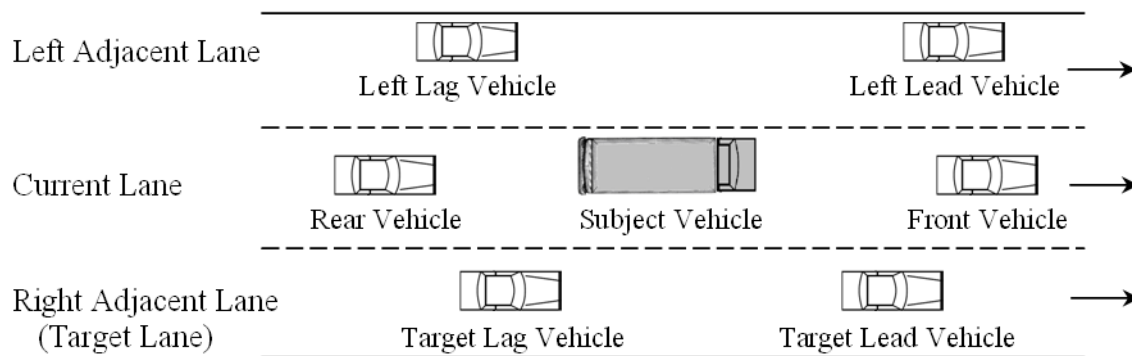 Left Adjacent Lane
Left Lag Vehicle
Left Lead Vehicle
Current Lane
Rear Vehicle
Subject Vehicle
Front Vehicle
Right Adjacent Lane
(Target Lane)
Target Lag Vehicle
Target Lead Vehicle